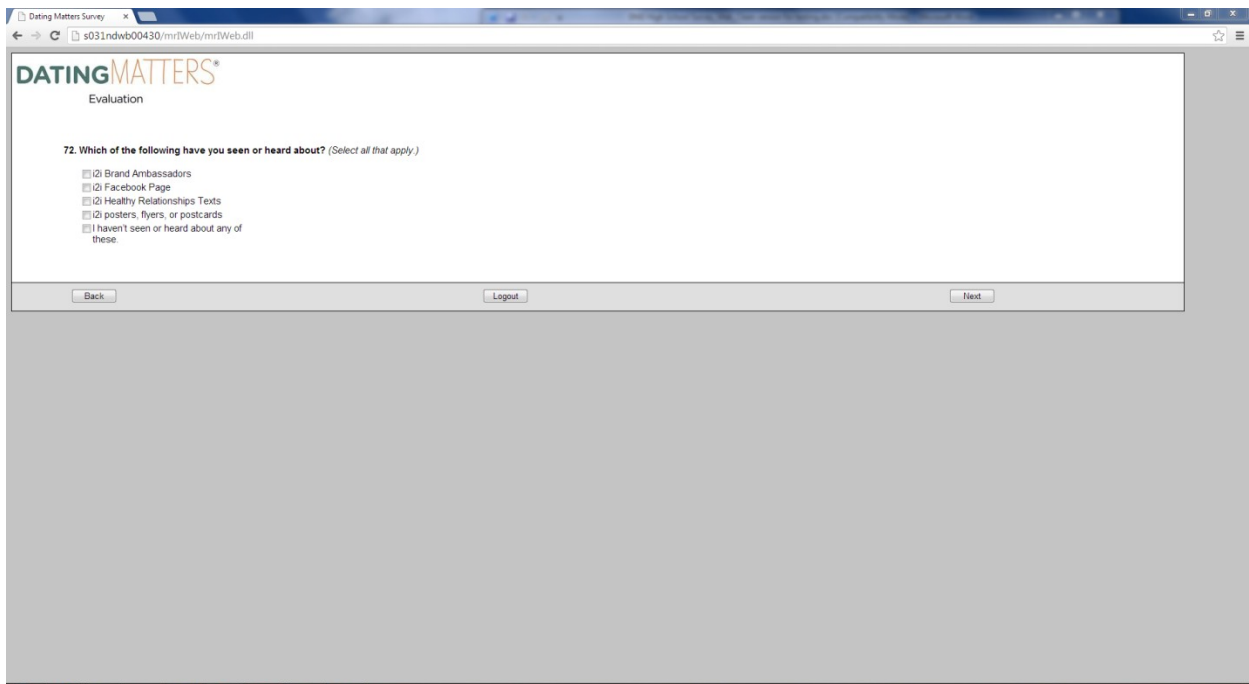 Dating Matters Survey
s031ndwb00430/mrIWeb/mrIWeb.dll
DATINGMATTERS®
Evaluation
72. Which of the following have you seen or heard about? (Select all that apply.)
i2i Brand Ambassadors
i2i Facebook Page
i2i Healthy Relationships Texts
i2i posters, flyers, or postcards
I haven't seen or heard about any of
these.
Back Logout Next